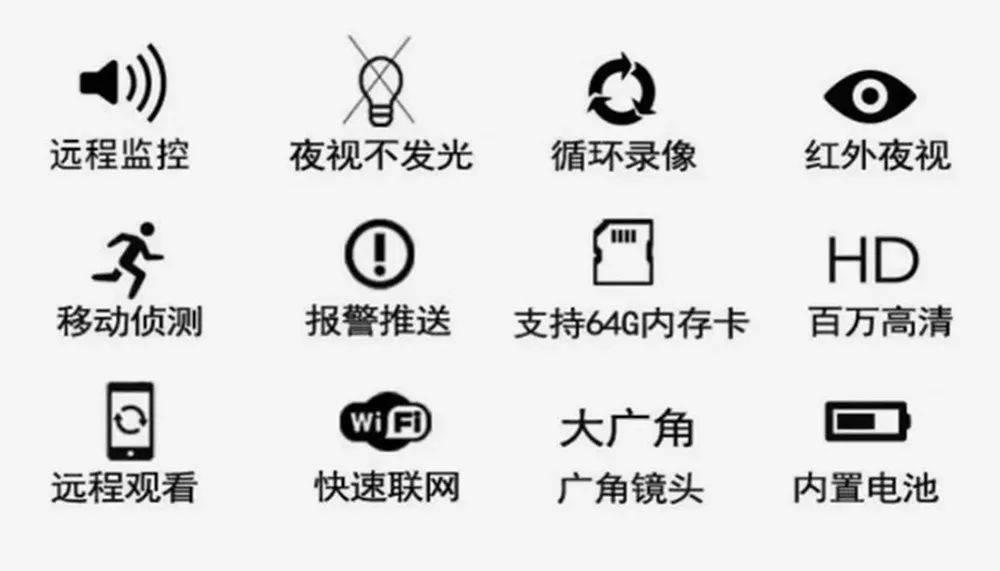 远程监控 夜视不发光 循环录像 红外夜视
HD
移动侦测 报警推送 支持64G内存卡 百万高清
WiFi 大广角
远程观看 快速联网 广角镜头 内置电池